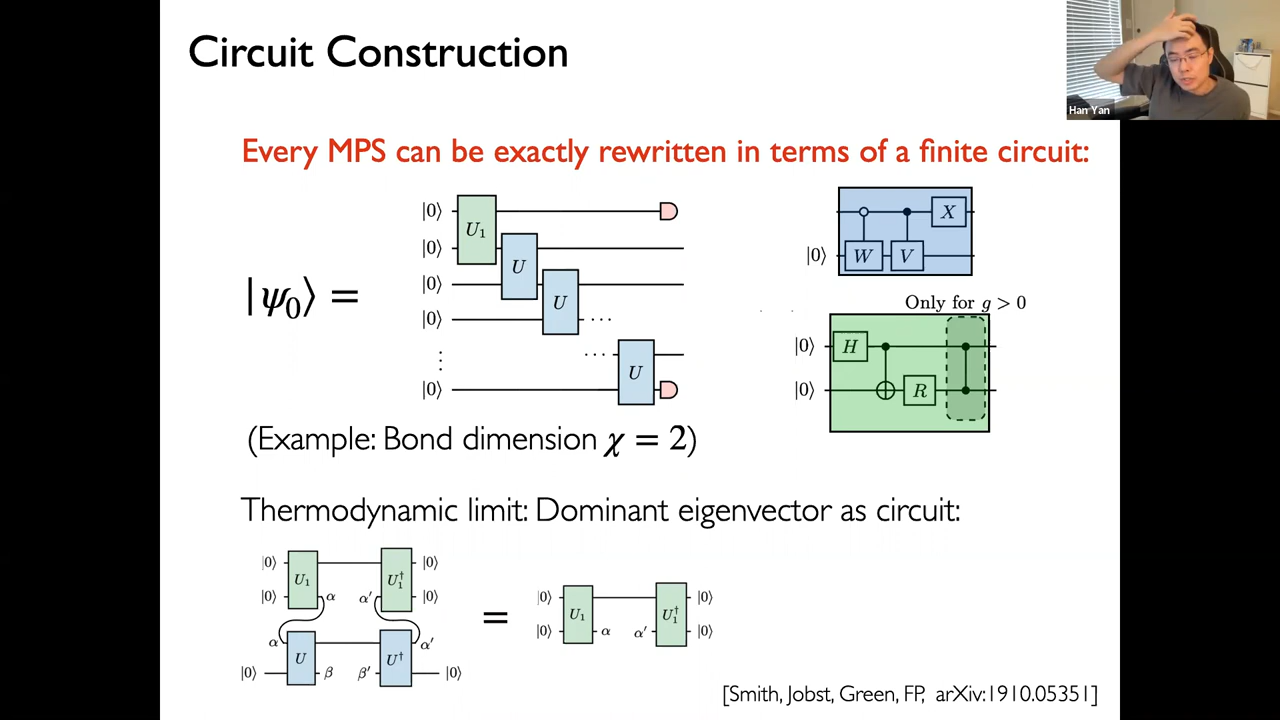 Circuit Construction
Han Yan
Every MPS can be exactly rewritten in terms of a finite circuit:
|ψ₀⟩ =
|0⟩
|0⟩
|0⟩
|0⟩
⋮
|0⟩
U₁
U
U
· · ·
· · ·
U
X
|0⟩ W V
Only for g > 0
|0⟩ H
|0⟩ R
(Example: Bond dimension χ = 2)
Thermodynamic limit: Dominant eigenvector as circuit:
|0⟩ U₁ U₁† |0⟩
|0⟩ α α′ |0⟩
α U U† α′
|0⟩ β β′ |0⟩
=
|0⟩ U₁ U₁† |0⟩
|0⟩ α α′ |0⟩
[Smith, Jobst, Green, FP, arXiv:1910.05351]